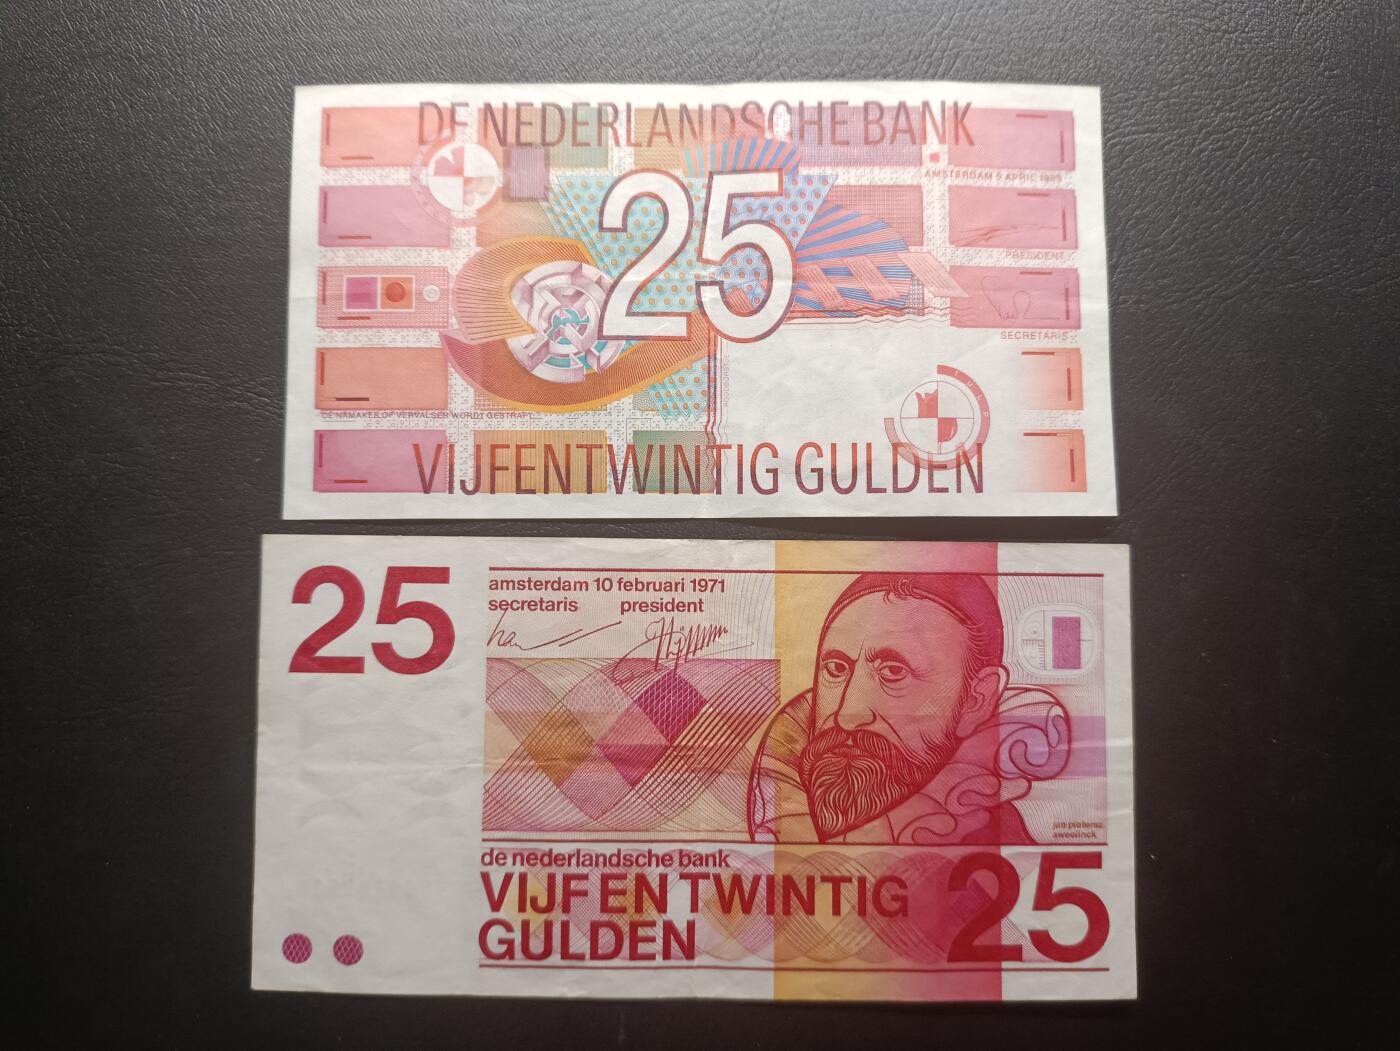 DE NEDERLANDSCHE BANK
AMSTERDAM 5 APRIL 1989
25
PRESIDENT
SECRETARIS
ROODBORSTJE
DE NAMAKER OF VERVALSER WORDT GESTRAFT
TULP
VIJFENTWINTIG GULDEN
25
amsterdam 10 februari 1971
secretaris president
jan pietersz.
sweelinck
de nederlandsche bank
VIJF EN TWINTIG
GULDEN
25